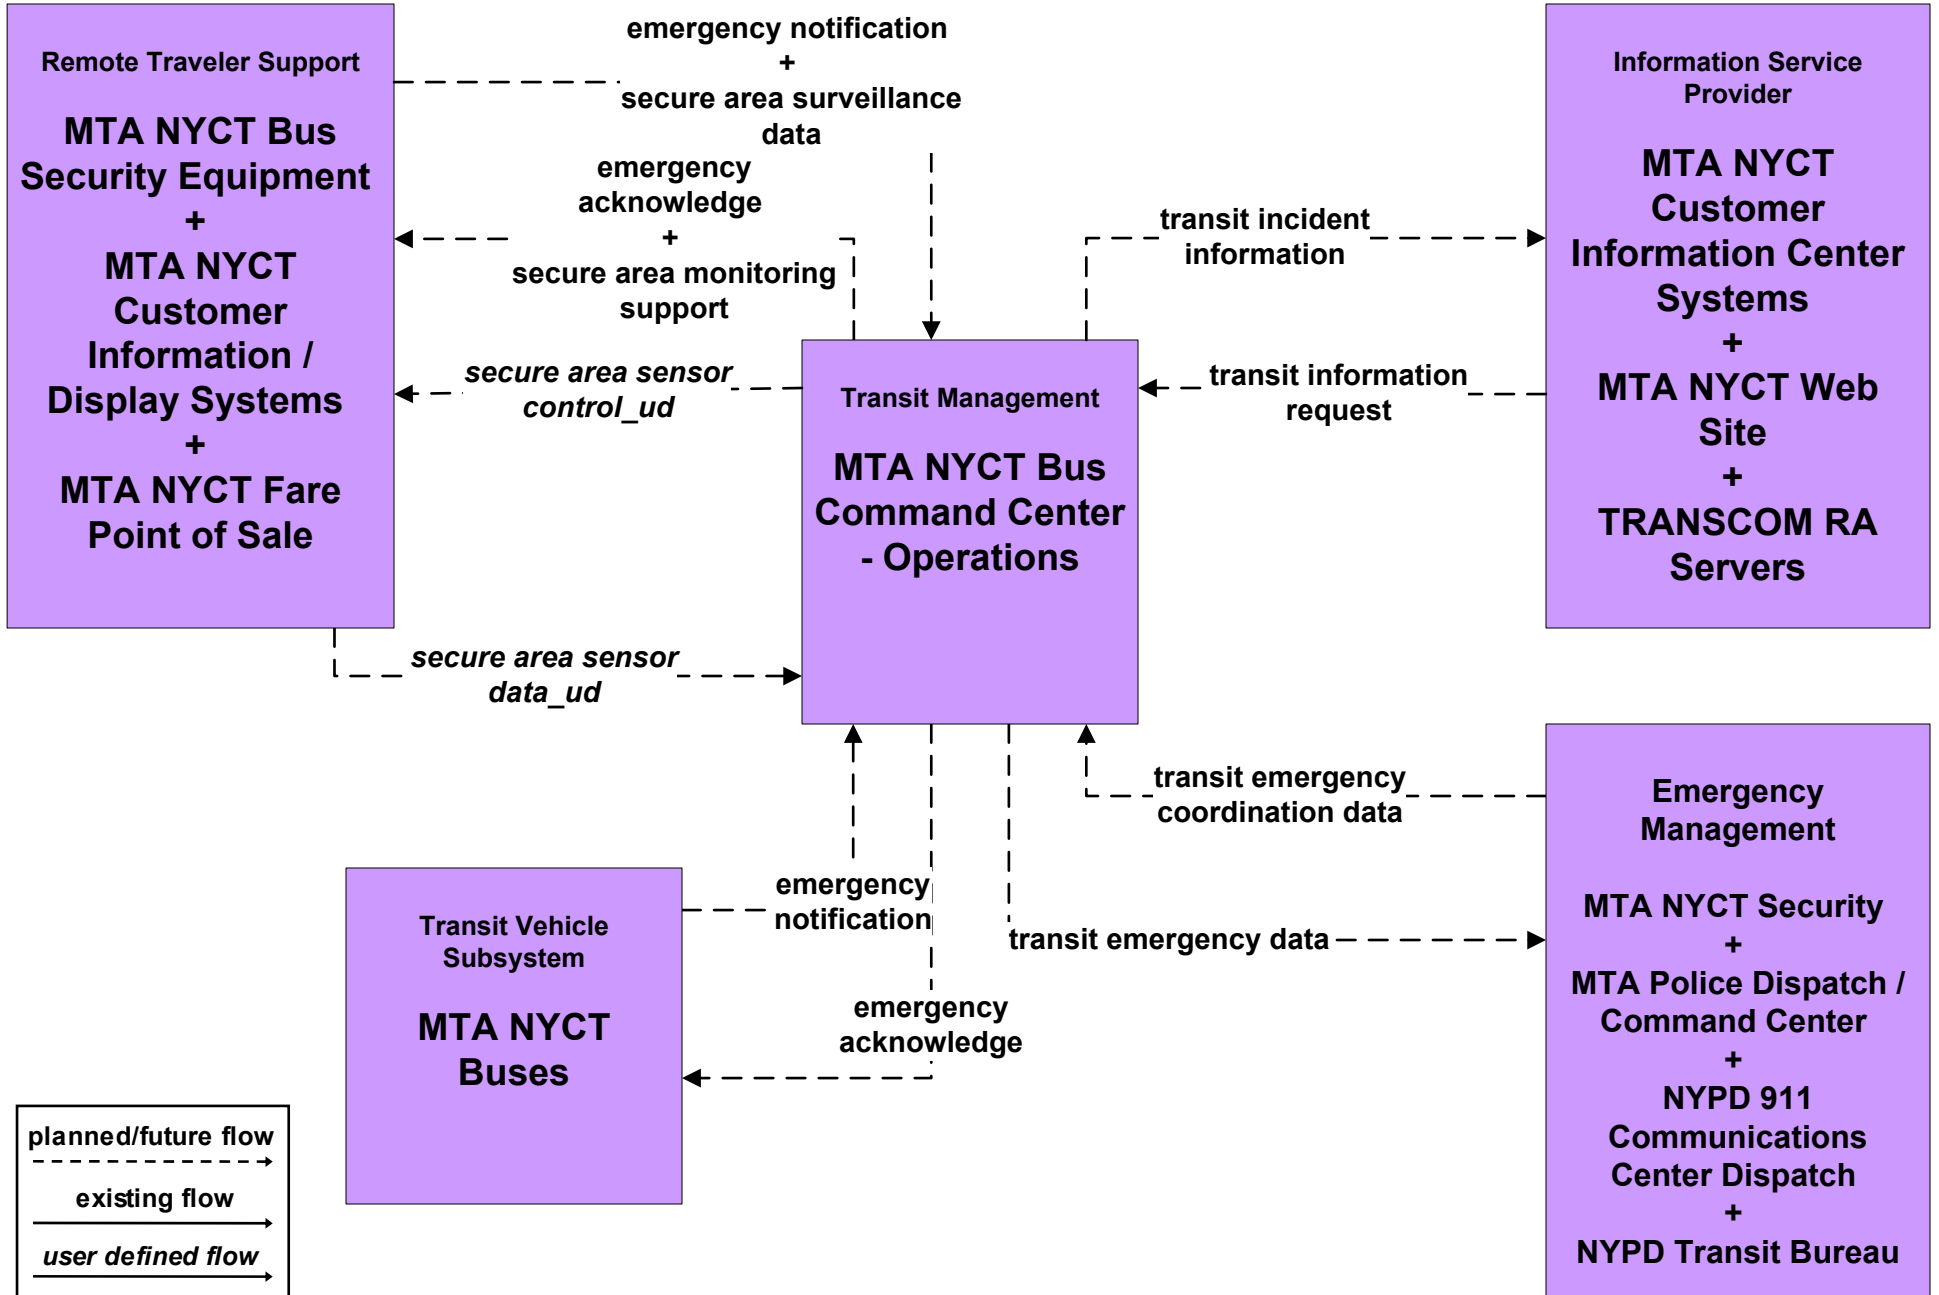 Remote Traveler Support
MTA NYCT Bus
Security Equipment
+
MTA NYCT
Customer
Information /
Display Systems
+
MTA NYCT Fare
Point of Sale
emergency notification
+
secure area surveillance
data
emergency
acknowledge
+
secure area monitoring
support
secure area sensor
control_ud
secure area sensor
data_ud
Transit Management
MTA NYCT Bus
Command Center
- Operations
transit incident
information
transit information
request
Information Service
Provider
MTA NYCT
Customer
Information Center
Systems
+
MTA NYCT Web
Site
+
TRANSCOM RA
Servers
transit emergency
coordination data
transit emergency data
Emergency
Management
MTA NYCT Security
+
MTA Police Dispatch /
Command Center
+
NYPD 911
Communications
Center Dispatch
+
NYPD Transit Bureau
Transit Vehicle
Subsystem
MTA NYCT
Buses
emergency
notification
emergency
acknowledge
planned/future flow
existing flow
user defined flow